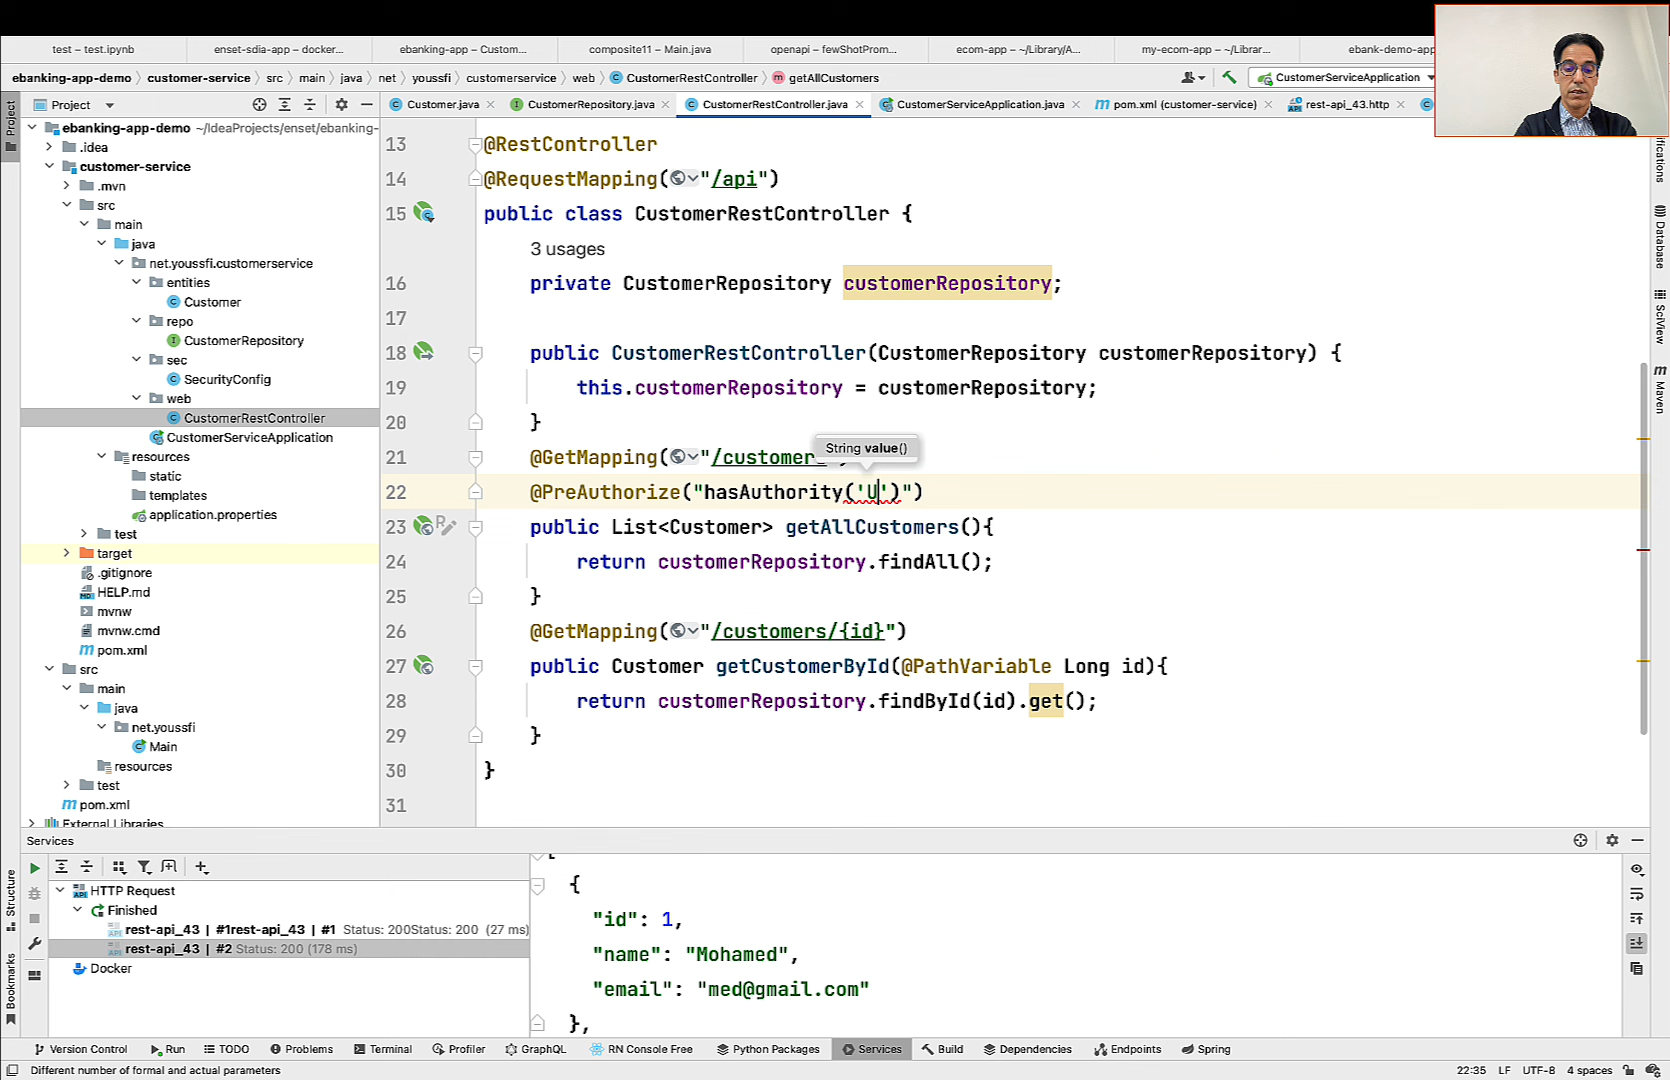 test – test.ipynb
enset-sdia-app – docker...
ebanking-app – Custom...
composite11 – Main.java
openapi – fewShotProm...
ecom-app – ~/Library/A...
my-ecom-app – ~/Librar...
ebank-demo-app
ebanking-app-demo > customer-service > src > main > java > net > youssfi > customerservice > web > CustomerRestController > getAllCustomers
CustomerServiceApplication
Project
Customer.java
CustomerRepository.java
CustomerRestController.java
CustomerServiceApplication.java
pom.xml (customer-service)
rest-api_43.http
Project
ebanking-app-demo ~/IdeaProjects/enset/ebanking-
.idea
customer-service
.mvn
src
main
java
net.youssfi.customerservice
entities
Customer
repo
CustomerRepository
sec
SecurityConfig
web
CustomerRestController
CustomerServiceApplication
resources
static
templates
application.properties
test
target
.gitignore
HELP.md
mvnw
mvnw.cmd
pom.xml
src
main
java
net.youssfi
Main
resources
test
pom.xml
External Libraries
13 @RestController
14 @RequestMapping("/api")
15 public class CustomerRestController {
3 usages
16 private CustomerRepository customerRepository;
17
18 public CustomerRestController(CustomerRepository customerRepository) {
19 this.customerRepository = customerRepository;
20 }
String value()
21 @GetMapping("/customer
22 @PreAuthorize("hasAuthority('U')")
23 public List<Customer> getAllCustomers(){
24 return customerRepository.findAll();
25 }
26 @GetMapping("/customers/{id}")
27 public Customer getCustomerById(@PathVariable Long id){
28 return customerRepository.findById(id).get();
29 }
30 }
31
Database
SciView
Maven
Services
HTTP Request
Finished
rest-api_43 | #1rest-api_43 | #1 Status: 200Status: 200 (27 ms)
rest-api_43 | #2 Status: 200 (178 ms)
Docker
{
"id": 1,
"name": "Mohamed",
"email": "med@gmail.com"
},
Structure
Bookmarks
Version Control
Run
TODO
Problems
Terminal
Profiler
GraphQL
RN Console Free
Python Packages
Services
Build
Dependencies
Endpoints
Spring
Different number of formal and actual parameters
22:35 LF UTF-8 4 spaces